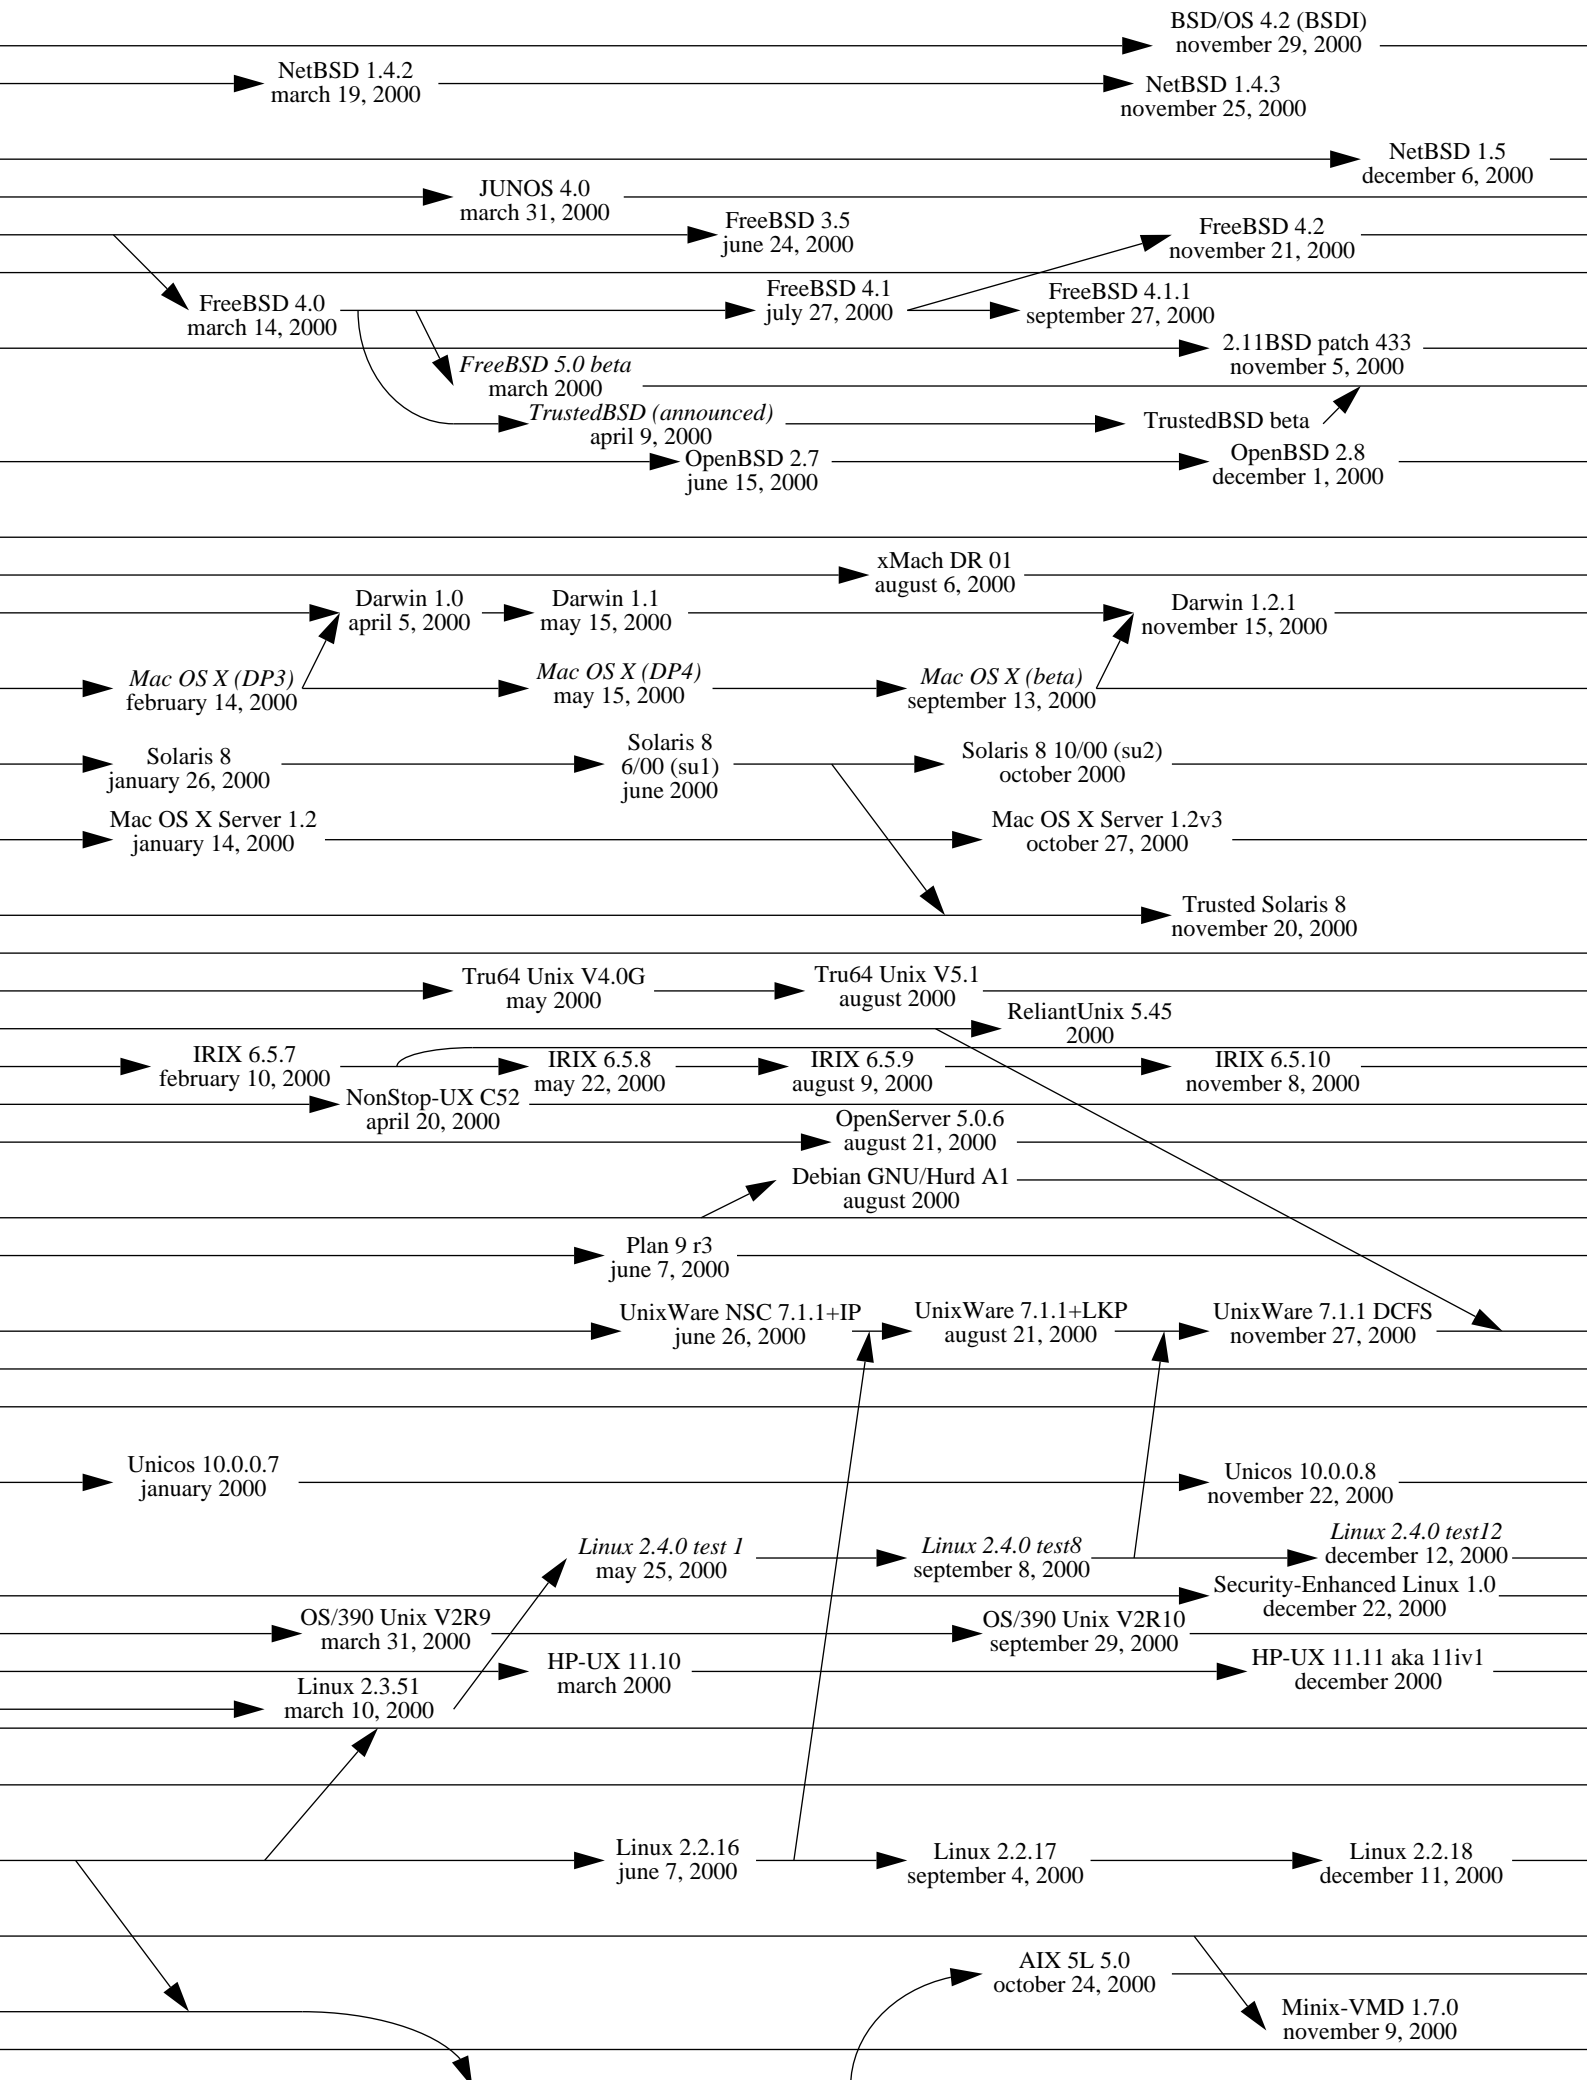 BSD/OS 4.2 (BSDI)
november 29, 2000
NetBSD 1.4.2
march 19, 2000
NetBSD 1.4.3
november 25, 2000
NetBSD 1.5
december 6, 2000
JUNOS 4.0
march 31, 2000
FreeBSD 3.5
june 24, 2000
FreeBSD 4.2
november 21, 2000
FreeBSD 4.0
march 14, 2000
FreeBSD 4.1
july 27, 2000
FreeBSD 4.1.1
september 27, 2000
2.11BSD patch 433
november 5, 2000
FreeBSD 5.0 beta
march 2000
TrustedBSD (announced)
april 9, 2000
TrustedBSD beta
OpenBSD 2.7
june 15, 2000
OpenBSD 2.8
december 1, 2000
xMach DR 01
august 6, 2000
Darwin 1.0
april 5, 2000
Darwin 1.1
may 15, 2000
Darwin 1.2.1
november 15, 2000
Mac OS X (DP3)
february 14, 2000
Mac OS X (DP4)
may 15, 2000
Mac OS X (beta)
september 13, 2000
Solaris 8
january 26, 2000
Solaris 8
6/00 (su1)
june 2000
Solaris 8 10/00 (su2)
october 2000
Mac OS X Server 1.2
january 14, 2000
Mac OS X Server 1.2v3
october 27, 2000
Trusted Solaris 8
november 20, 2000
Tru64 Unix V4.0G
may 2000
Tru64 Unix V5.1
august 2000
ReliantUnix 5.45
2000
IRIX 6.5.7
february 10, 2000
IRIX 6.5.8
may 22, 2000
IRIX 6.5.9
august 9, 2000
IRIX 6.5.10
november 8, 2000
NonStop-UX C52
april 20, 2000
OpenServer 5.0.6
august 21, 2000
Debian GNU/Hurd A1
august 2000
Plan 9 r3
june 7, 2000
UnixWare NSC 7.1.1+IP
june 26, 2000
UnixWare 7.1.1+LKP
august 21, 2000
UnixWare 7.1.1 DCFS
november 27, 2000
Unicos 10.0.0.7
january 2000
Unicos 10.0.0.8
november 22, 2000
Linux 2.4.0 test 1
may 25, 2000
Linux 2.4.0 test8
september 8, 2000
Linux 2.4.0 test12
december 12, 2000
Security-Enhanced Linux 1.0
december 22, 2000
OS/390 Unix V2R9
march 31, 2000
OS/390 Unix V2R10
september 29, 2000
HP-UX 11.10
march 2000
HP-UX 11.11 aka 11iv1
december 2000
Linux 2.3.51
march 10, 2000
Linux 2.2.16
june 7, 2000
Linux 2.2.17
september 4, 2000
Linux 2.2.18
december 11, 2000
AIX 5L 5.0
october 24, 2000
Minix-VMD 1.7.0
november 9, 2000